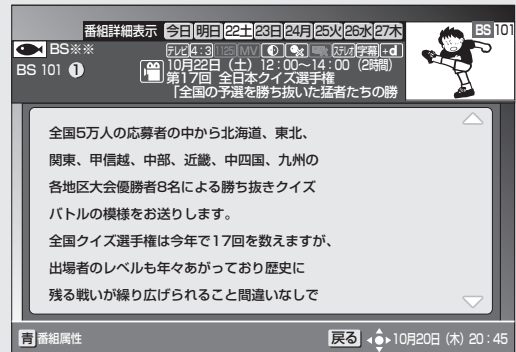 番組詳細表示 今日 明日 22土 23日 24月 25火 26水 27木
BS 101
BS※※
テレビ 4:3 1125i MV ステレオ 字幕 +d
BS 101 ①
10月22日（土）12：00～14：00（2時間）
第17回 全日本クイズ選手権
「全国の予選を勝ち抜いた猛者たちの勝
全国5万人の応募者の中から北海道、東北、
関東、甲信越、中部、近畿、中四国、九州の
各地区大会優勝者8名による勝ち抜きクイズ
バトルの模様をお送りします。
全国クイズ選手権は今年で17回を数えますが、
出場者のレベルも年々あがっており歴史に
残る戦いが繰り広げられること間違いなしで
青 番組属性
戻る 10月20日（木）20：45